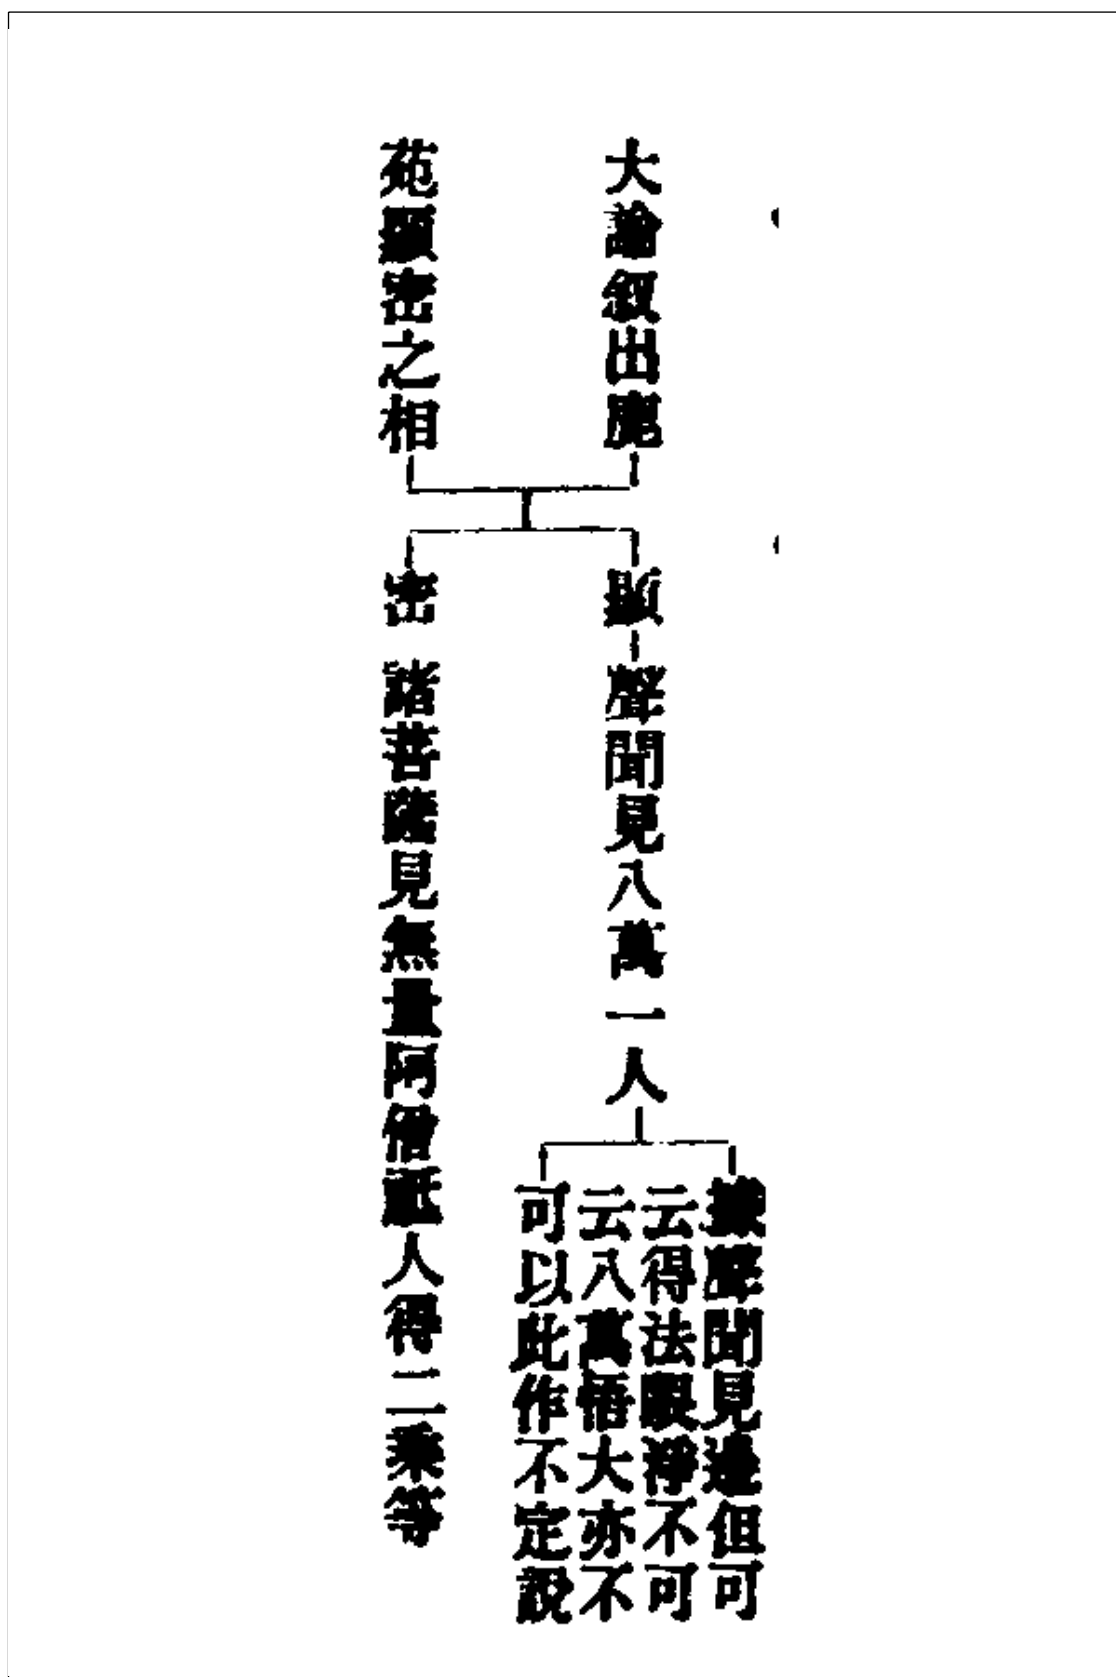 大論叙出鹿
苑顯密之相
顯
聲聞見八萬一人
據聲聞見邊但可
云得法眼淨不可
云八萬悟大亦不
可以此作不定說
密
諸菩薩見無量阿僧祇人得二乘等